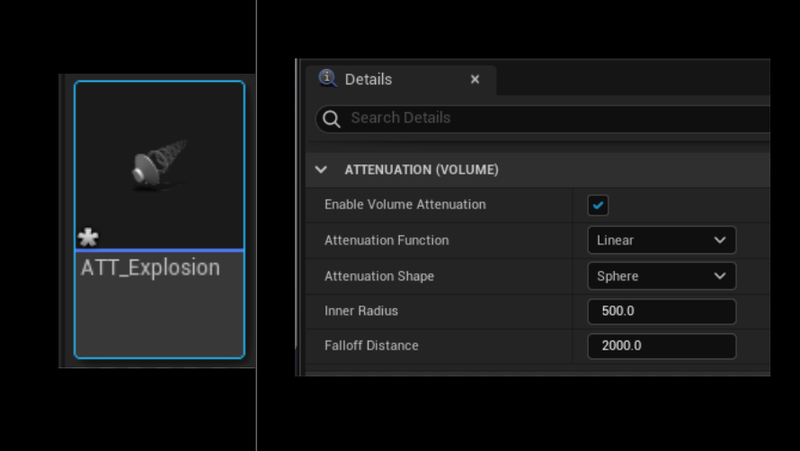 ATT_Explosion
Details
Search Details
ATTENUATION (VOLUME)
Enable Volume Attenuation
Attenuation Function Linear
Attenuation Shape Sphere
Inner Radius 500.0
Falloff Distance 2000.0